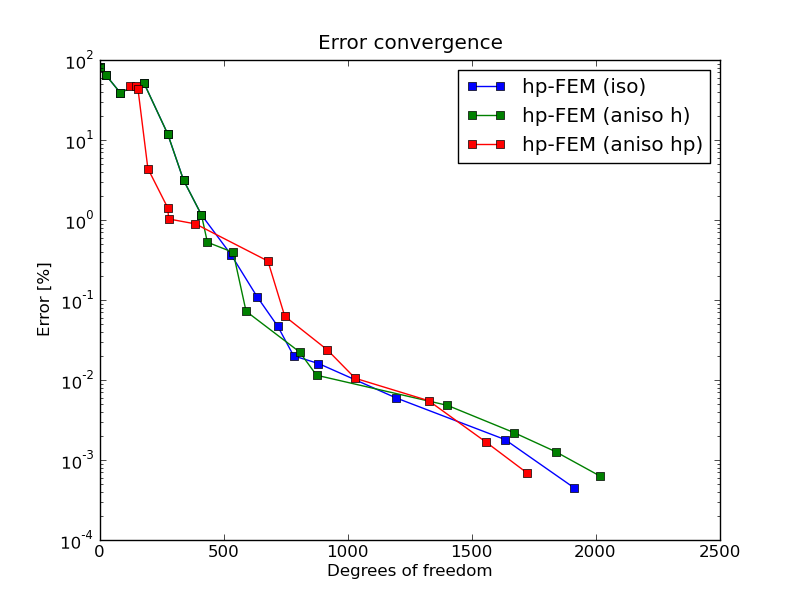 Error convergence
hp-FEM (iso)
hp-FEM (aniso h)
hp-FEM (aniso hp)
Error [%]
10^2
10^1
10^0
10^-1
10^-2
10^-3
10^-4
0 500 1000 1500 2000 2500
Degrees of freedom